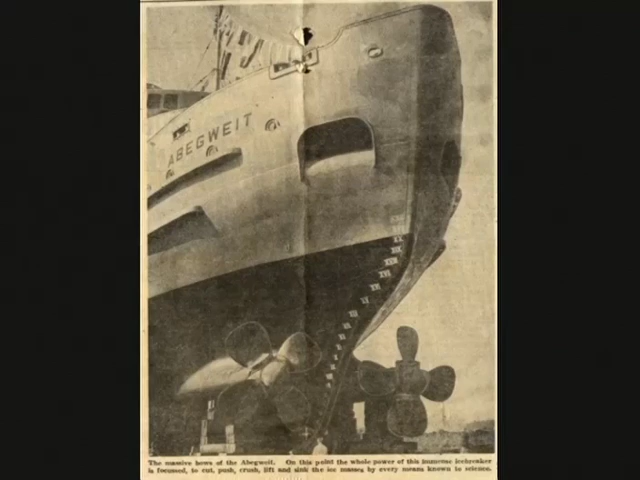 ABEGWEIT
The massive bows of the Abegweit. On this point the whole power of this immense icebreaker
is focussed, to cut, push, crush, lift and sink the ice masses by every means known to science.